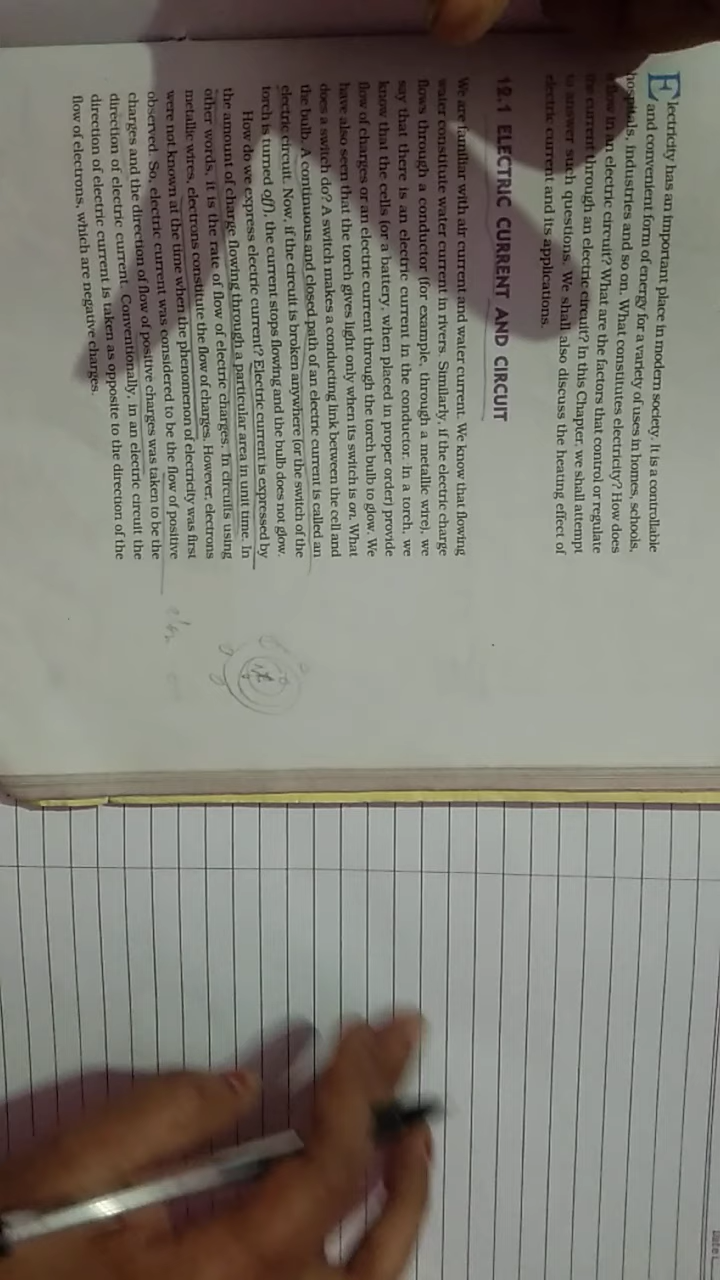 Electricity has an important place in modern society. It is a controllable
and convenient form of energy for a variety of uses in homes, schools,
hospitals, industries and so on. What constitutes electricity? How does
flow in an electric circuit? What are the factors that control or regulate
the current through an electric circuit? In this Chapter, we shall attempt
to answer such questions. We shall also discuss the heating effect of
electric current and its applications.
12.1 ELECTRIC CURRENT AND CIRCUIT
We are familiar with air current and water current. We know that flowing
water constitute water current in rivers. Similarly, if the electric charge
flows through a conductor (for example, through a metallic wire), we
say that there is an electric current in the conductor. In a torch, we
know that the cells (or a battery, when placed in proper order) provide
flow of charges or an electric current through the torch bulb to glow. We
have also seen that the torch gives light only when its switch is on. What
does a switch do? A switch makes a conducting link between the cell and
the bulb. A continuous and closed path of an electric current is called an
electric circuit. Now, if the circuit is broken anywhere (or the switch of the
torch is turned off), the current stops flowing and the bulb does not glow.
How do we express electric current? Electric current is expressed by
the amount of charge flowing through a particular area in unit time. In
other words, it is the rate of flow of electric charges. In circuits using
metallic wires, electrons constitute the flow of charges. However, electrons
were not known at the time when the phenomenon of electricity was first
observed. So, electric current was considered to be the flow of positive
charges and the direction of flow of positive charges was taken to be the
direction of electric current. Conventionally, in an electric circuit the
direction of electric current is taken as opposite to the direction of the
flow of electrons, which are negative charges.